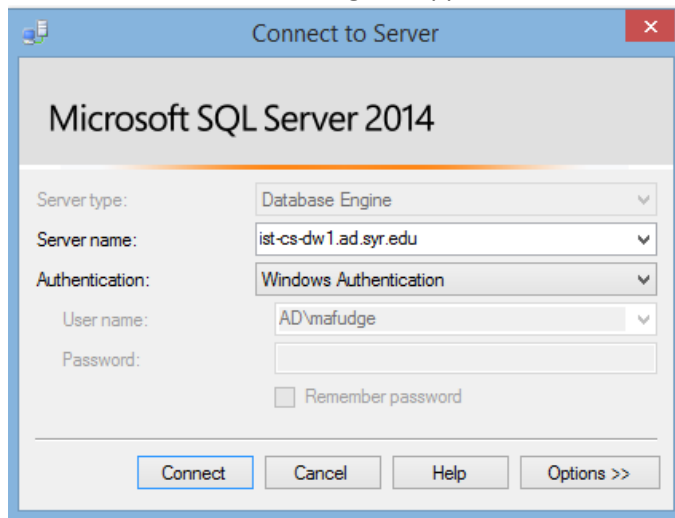 Connect to Server
Microsoft SQL Server 2014
Server type: Database Engine
Server name: ist-cs-dw1.ad.syr.edu
Authentication: Windows Authentication
User name: AD\mafudge
Password:
Remember password
Connect Cancel Help Options >>